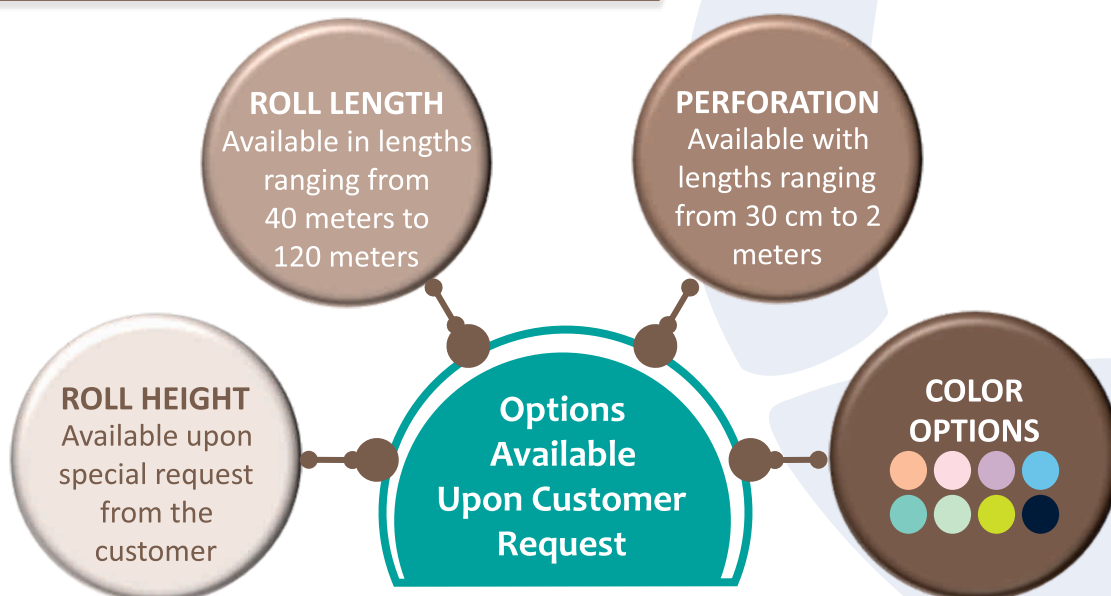 ROLL LENGTH
Available in lengths
ranging from
40 meters to
120 meters
PERFORATION
Available with
lengths ranging
from 30 cm to 2
meters
ROLL HEIGHT
Available upon
special request
from the
customer
Options
Available
Upon Customer
Request
COLOR
OPTIONS